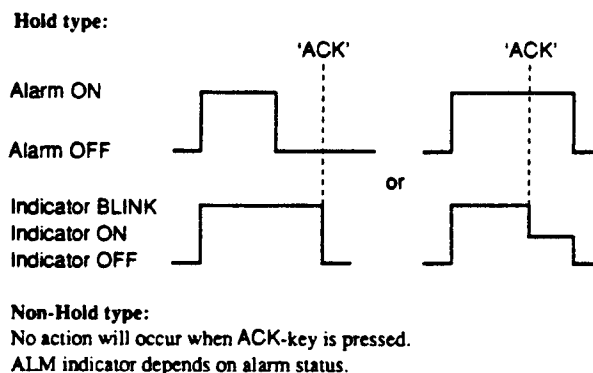 Hold type:
'ACK' 'ACK'
Alarm ON
Alarm OFF
or
Indicator BLINK
Indicator ON
Indicator OFF
Non-Hold type:
No action will occur when ACK-key is pressed.
ALM indicator depends on alarm status.